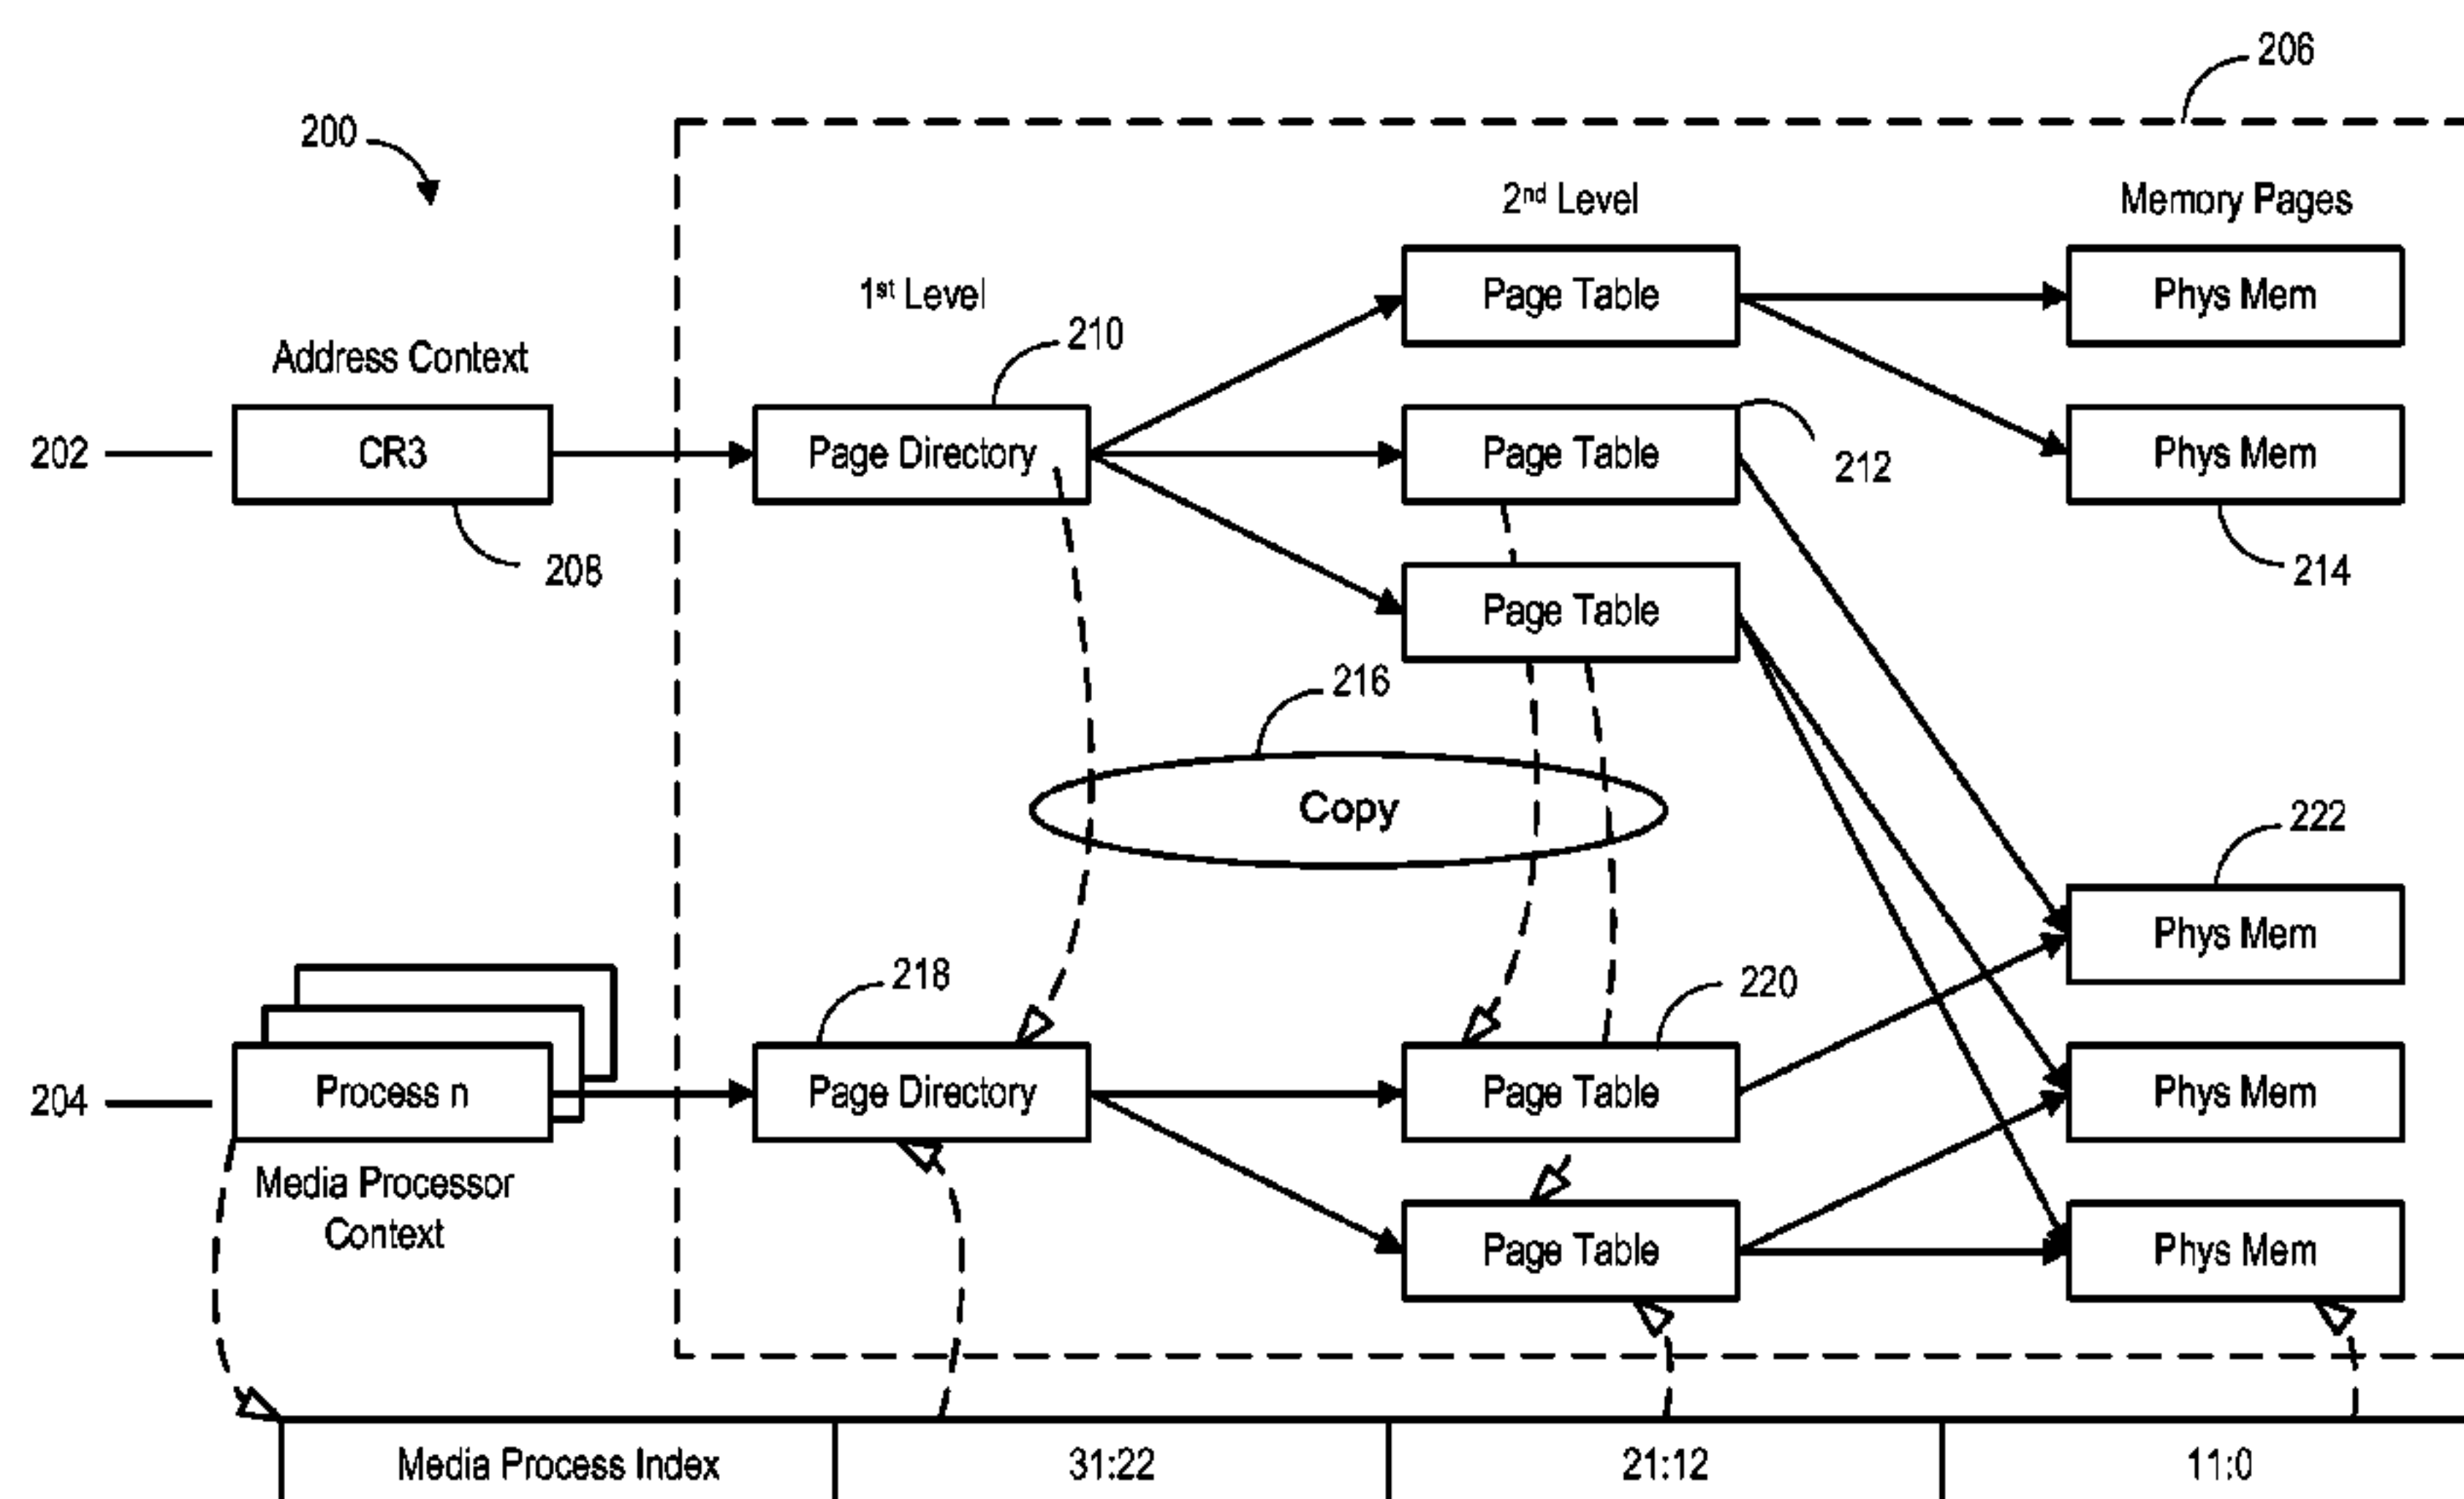 206
200
2nd Level
Memory Pages
Page Table
Phys Mem
1st Level
210
Address Context
202
CR3
Page Directory
Page Table
212
Phys Mem
208
214
Page Table
216
Copy
222
Phys Mem
218
220
204
Process n
Page Directory
Page Table
Phys Mem
Media Processor
Context
Page Table
Phys Mem
Media Process Index
31:22
21:12
11:0